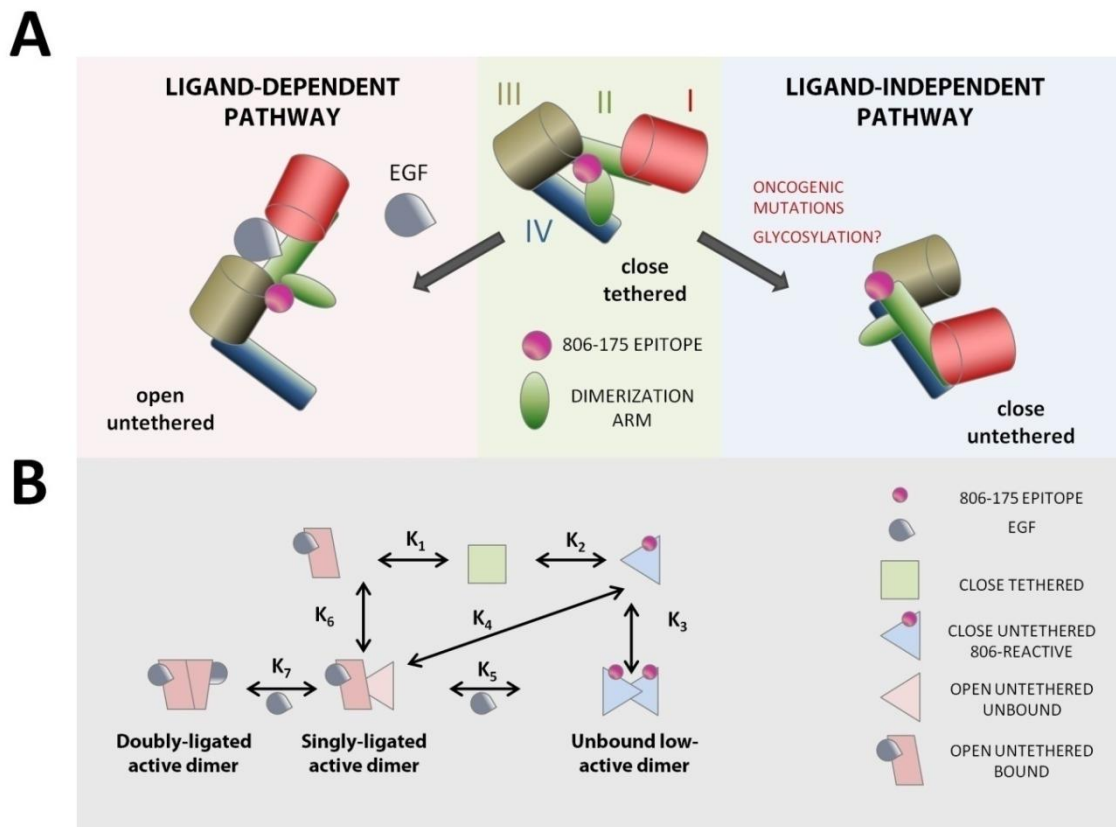 A
LIGAND-DEPENDENT
PATHWAY
EGF
open
untethered
III
II
I
IV
close
tethered
806-175 EPITOPE
DIMERIZATION
ARM
LIGAND-INDEPENDENT
PATHWAY
ONCOGENIC
MUTATIONS
GLYCOSYLATION?
close
untethered
B
K1
K2
K6
K4
K3
K7
K5
Doubly-ligated
active dimer
Singly-ligated
active dimer
Unbound low-
active dimer
806-175 EPITOPE
EGF
CLOSE TETHERED
CLOSE UNTETHERED
806-REACTIVE
OPEN UNTETHERED
UNBOUND
OPEN UNTETHERED
BOUND